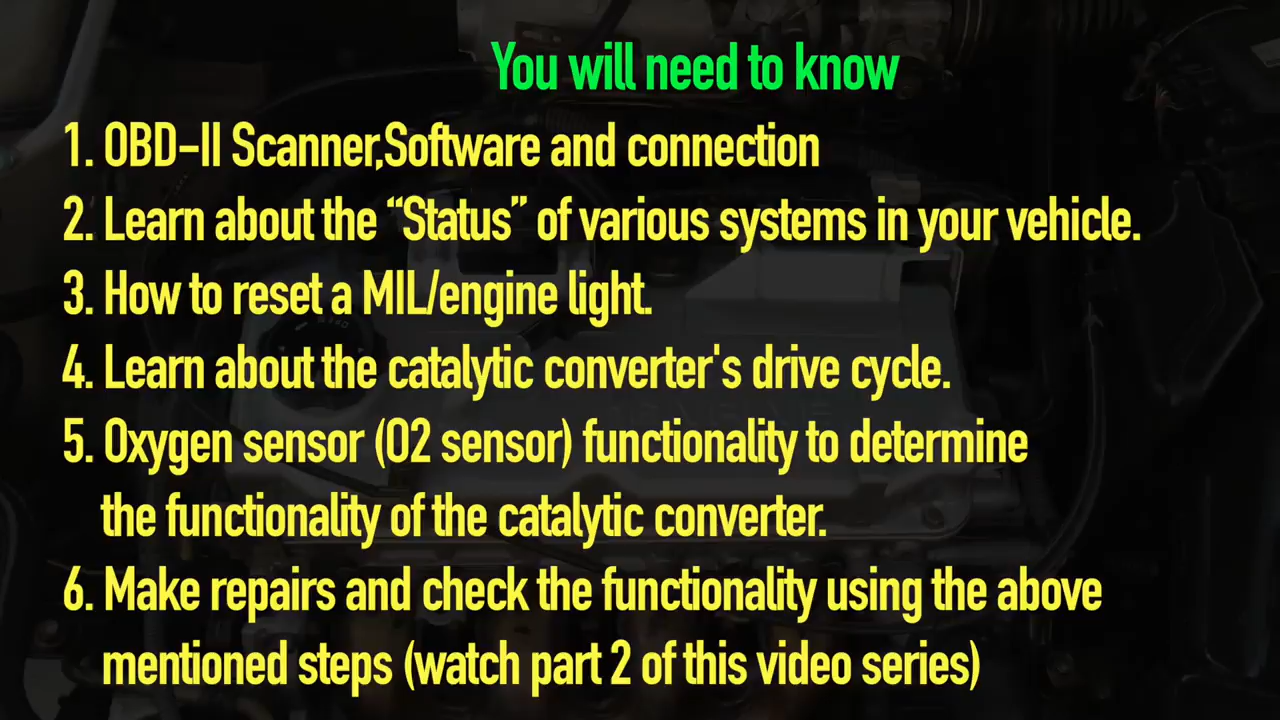 You will need to know
1. OBD-II Scanner,Software and connection
2. Learn about the “Status” of various systems in your vehicle.
3. How to reset a MIL/engine light.
4. Learn about the catalytic converter's drive cycle.
5. Oxygen sensor (O2 sensor) functionality to determine
the functionality of the catalytic converter.
6. Make repairs and check the functionality using the above
mentioned steps (watch part 2 of this video series)